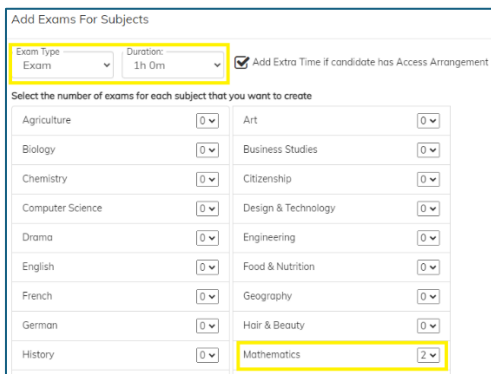 Add Exams For Subjects
Exam Type Duration:
Exam 1h 0m Add Extra Time if candidate has Access Arrangement
Select the number of exams for each subject that you want to create
Agriculture 0 Art 0
Biology 0 Business Studies 0
Chemistry 0 Citizenship 0
Computer Science 0 Design & Technology 0
Drama 0 Engineering 0
English 0 Food & Nutrition 0
French 0 Geography 0
German 0 Hair & Beauty 0
History 0 Mathematics 2